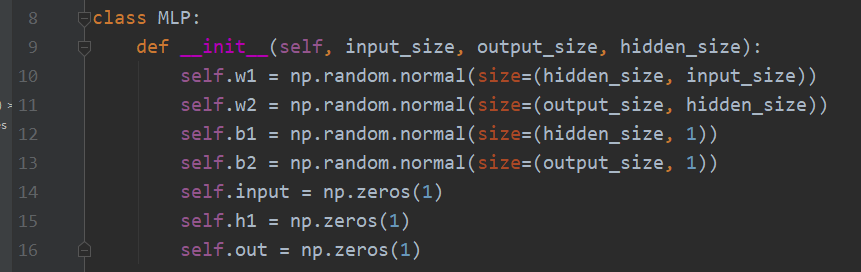 8 class MLP:
9     def __init__(self, input_size, output_size, hidden_size):
10         self.w1 = np.random.normal(size=(hidden_size, input_size))
11         self.w2 = np.random.normal(size=(output_size, hidden_size))
12         self.b1 = np.random.normal(size=(hidden_size, 1))
13         self.b2 = np.random.normal(size=(output_size, 1))
14         self.input = np.zeros(1)
15         self.h1 = np.zeros(1)
16         self.out = np.zeros(1)